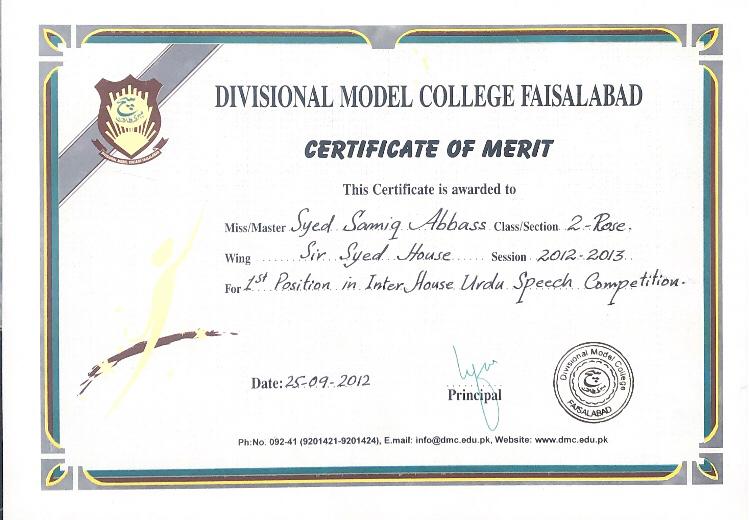 DIVISIONAL MODEL COLLEGE FAISALABAD
CERTIFICATE OF MERIT
This Certificate is awarded to
Miss/Master Syed Samiq Abbass Class/Section 2-Rose.
Wing Sir Syed House Session 2012-2013
For 1st Position in Inter House Urdu Speech Competition.
Date: 25-09-2012
Principal
Divisional Model College
FAISALABAD
Ph:No. 092-41 (9201421-9201424), E.mail: info@dmc.edu.pk, Website: www.dmc.edu.pk